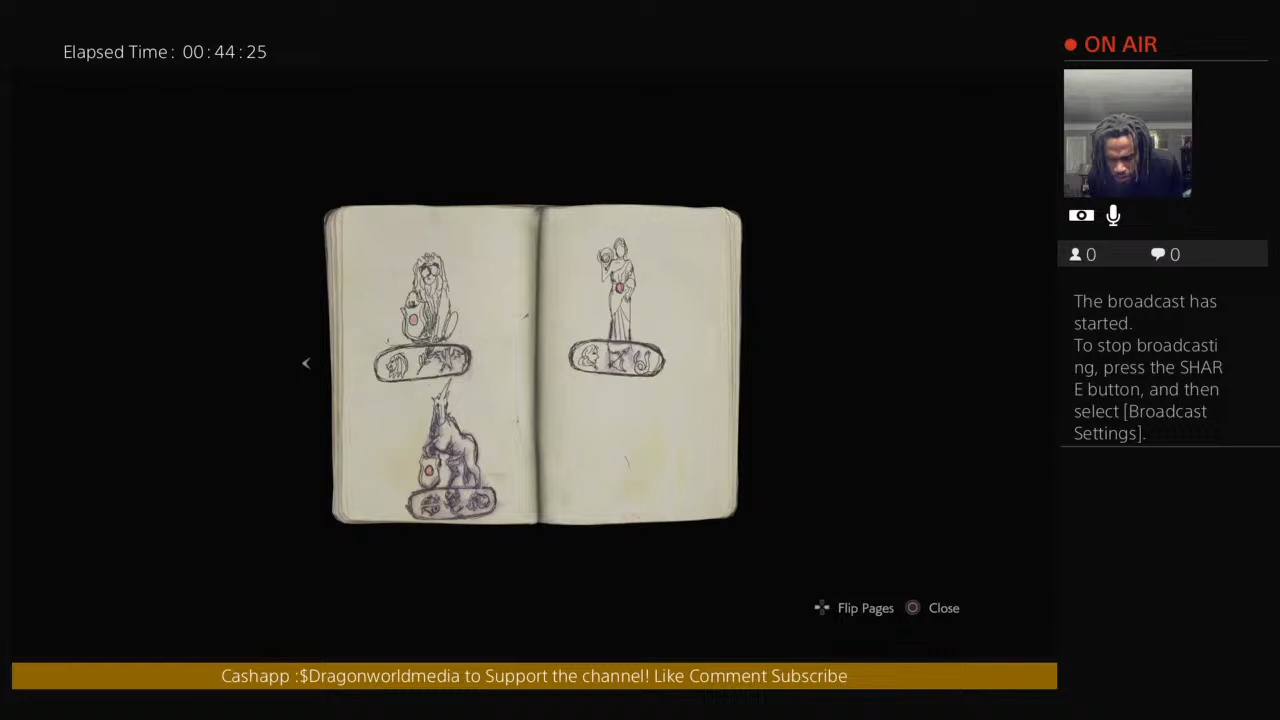 Elapsed Time: 00:44:25
ON AIR
0 0
The broadcast has
started.
To stop broadcasti
ng, press the SHAR
E button, and then
select [Broadcast
Settings].
Flip Pages Close
Cashapp :$Dragonworldmedia to Support the channel! Like Comment Subscribe